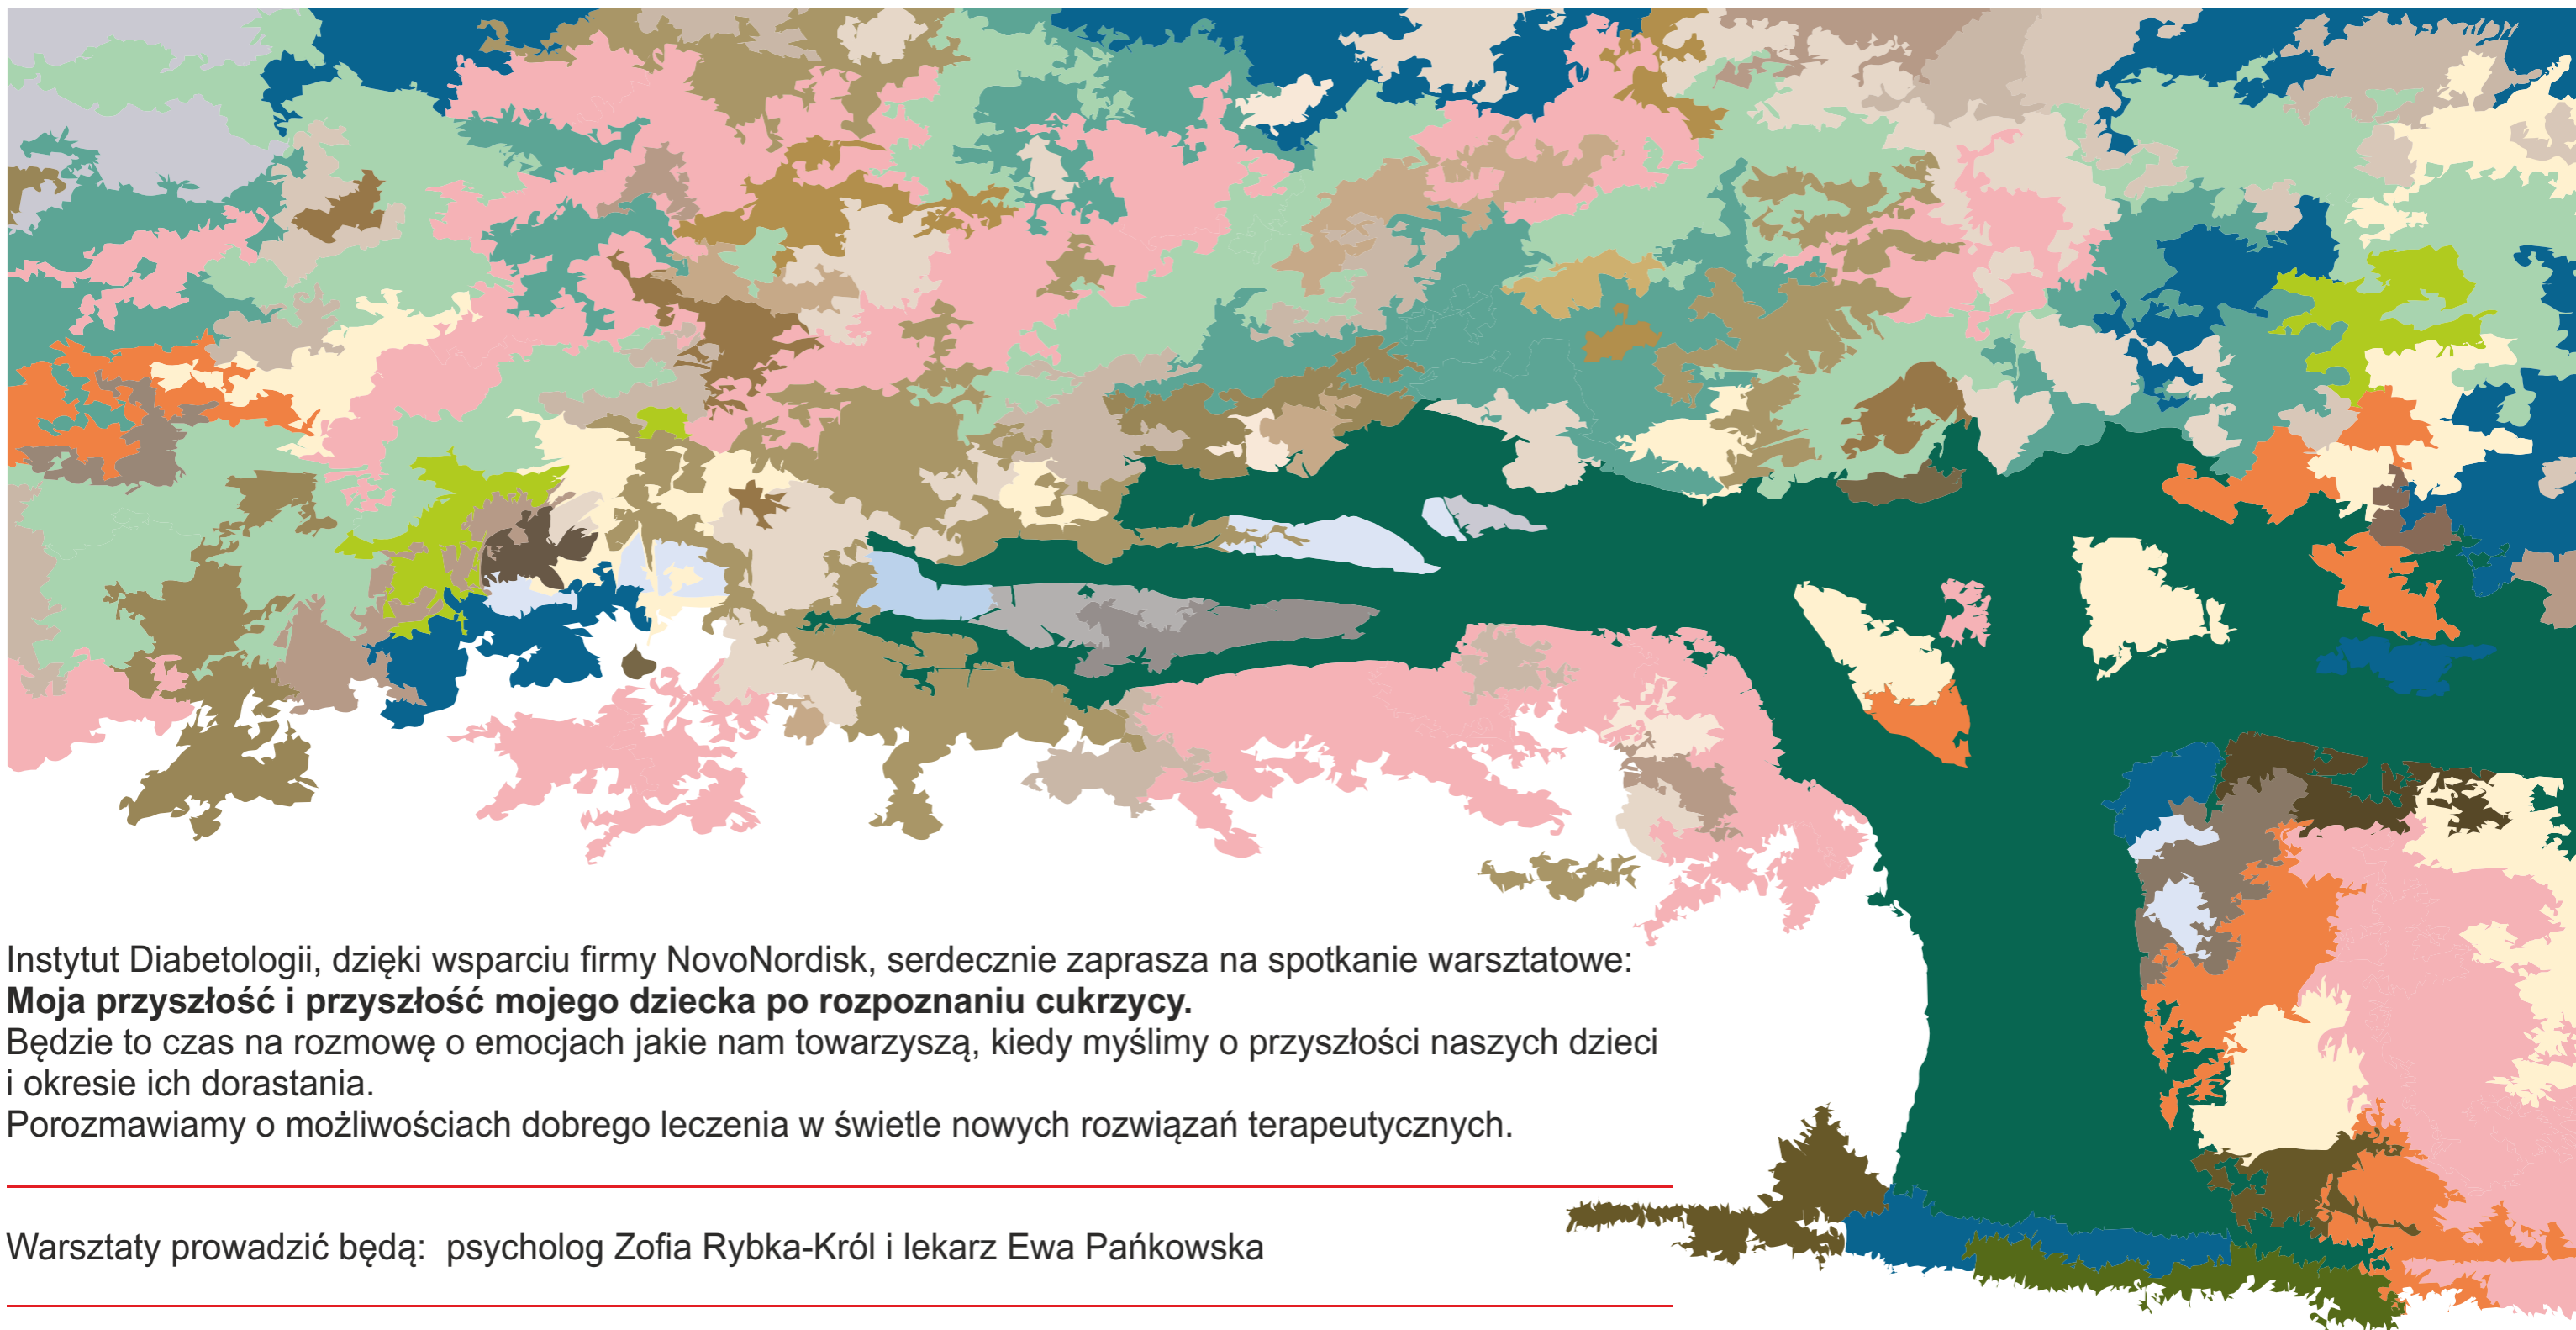 Instytut Diabetologii, dzięki wsparciu firmy NovoNordisk, serdecznie zaprasza na spotkanie warsztatowe:
Moja przyszłość i przyszłość mojego dziecka po rozpoznaniu cukrzycy.
Będzie to czas na rozmowę o emocjach jakie nam towarzyszą, kiedy myślimy o przyszłości naszych dzieci
i okresie ich dorastania.
Porozmawiamy o możliwościach dobrego leczenia w świetle nowych rozwiązań terapeutycznych.
Warsztaty prowadzić będą:  psycholog Zofia Rybka-Król i lekarz Ewa Pańkowska